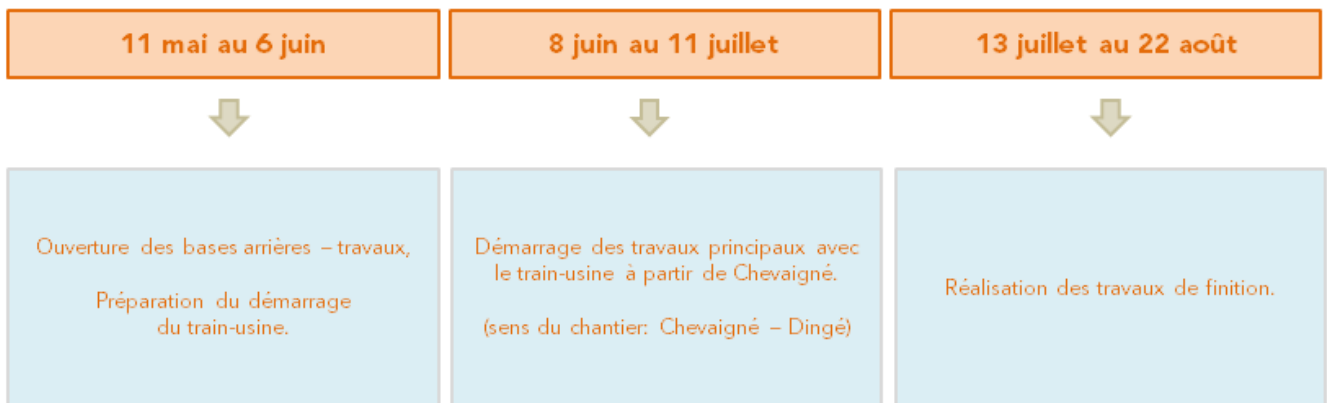 11 mai au 6 juin
8 juin au 11 juillet
13 juillet au 22 août
Ouverture des bases arrières – travaux,
Préparation du démarrage
du train-usine.
Démarrage des travaux principaux avec
le train-usine à partir de Chevaigné.
(sens du chantier: Chevaigné – Dingé)
Réalisation des travaux de finition.